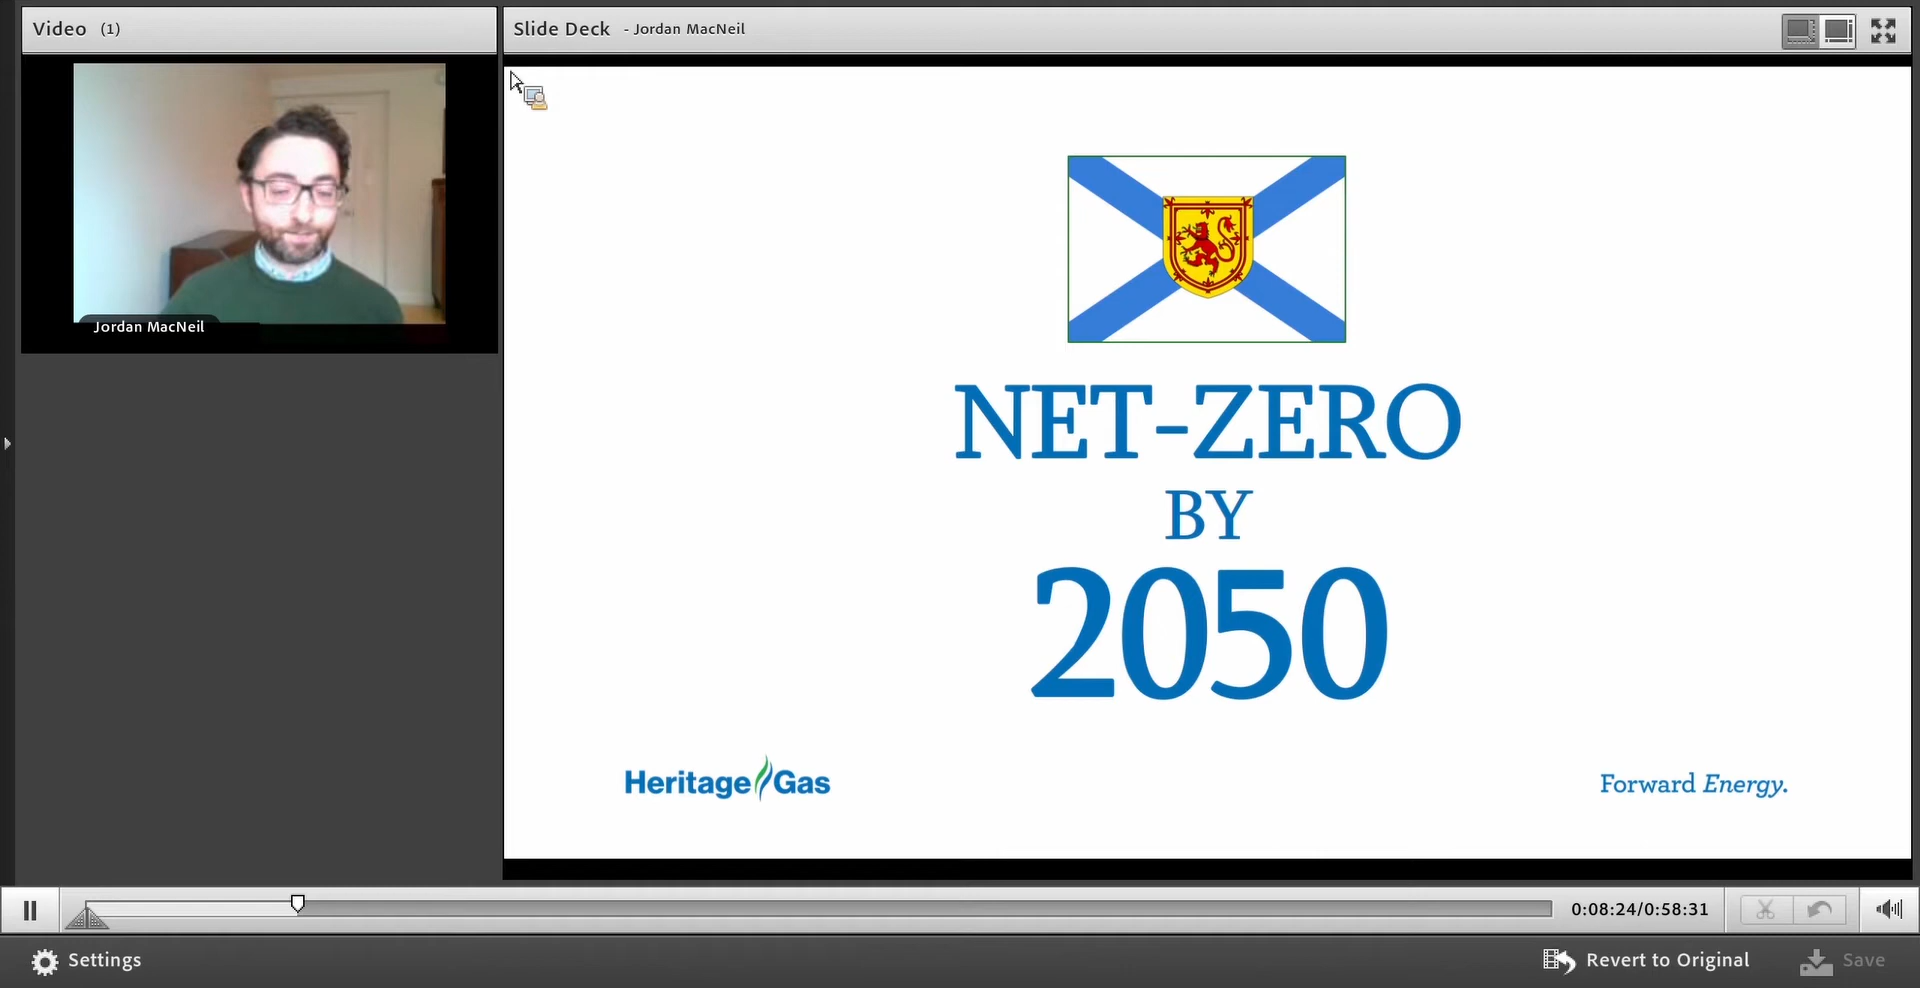 Video (1)
Slide Deck - Jordan MacNeil
Jordan MacNeil
NET-ZERO
BY
2050
Heritage Gas
Forward Energy.
0:08:24/0:58:31
Settings
Revert to Original
Save